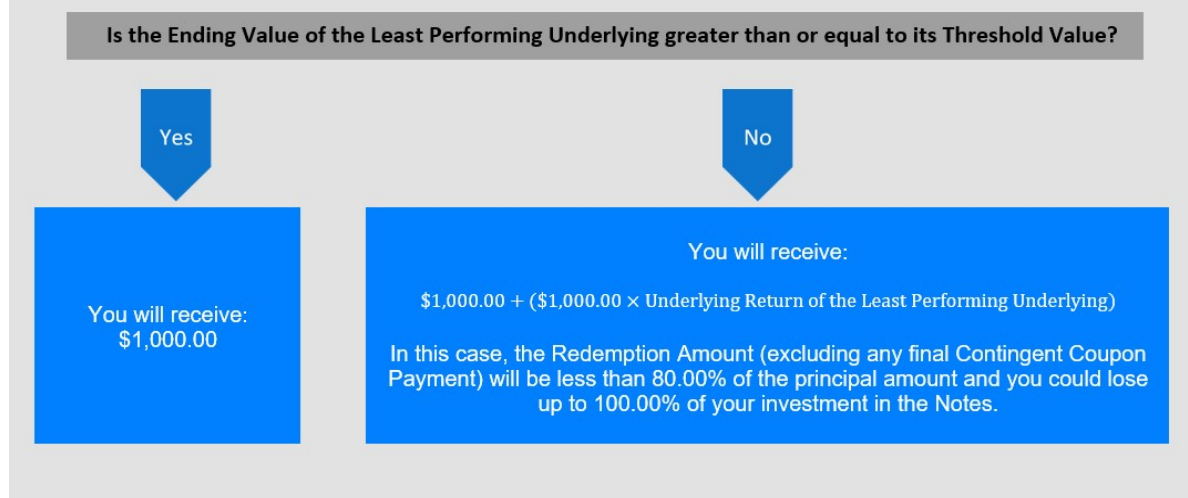 Is the Ending Value of the Least Performing Underlying greater than or equal to its Threshold Value?
Yes
No
You will receive:
$1,000.00
You will receive:
$1,000.00 + ($1,000.00 × Underlying Return of the Least Performing Underlying)
In this case, the Redemption Amount (excluding any final Contingent Coupon
Payment) will be less than 80.00% of the principal amount and you could lose
up to 100.00% of your investment in the Notes.